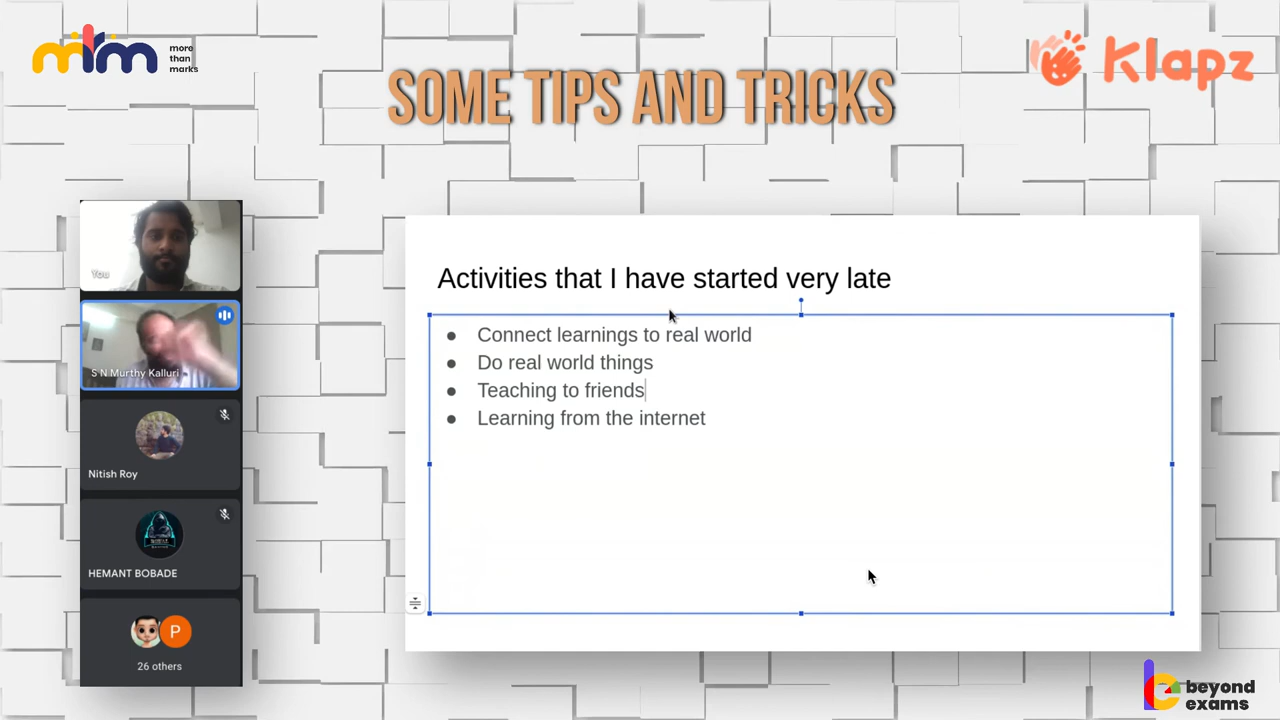 mtm
more
than
marks
Klapz
SOME TIPS AND TRICKS
You
S N Murthy Kalluri
Nitish Roy
HEMANT BOBADE
P
26 others
Activities that I have started very late
● Connect learnings to real world
● Do real world things
● Teaching to friends
● Learning from the internet
be
beyond
exams